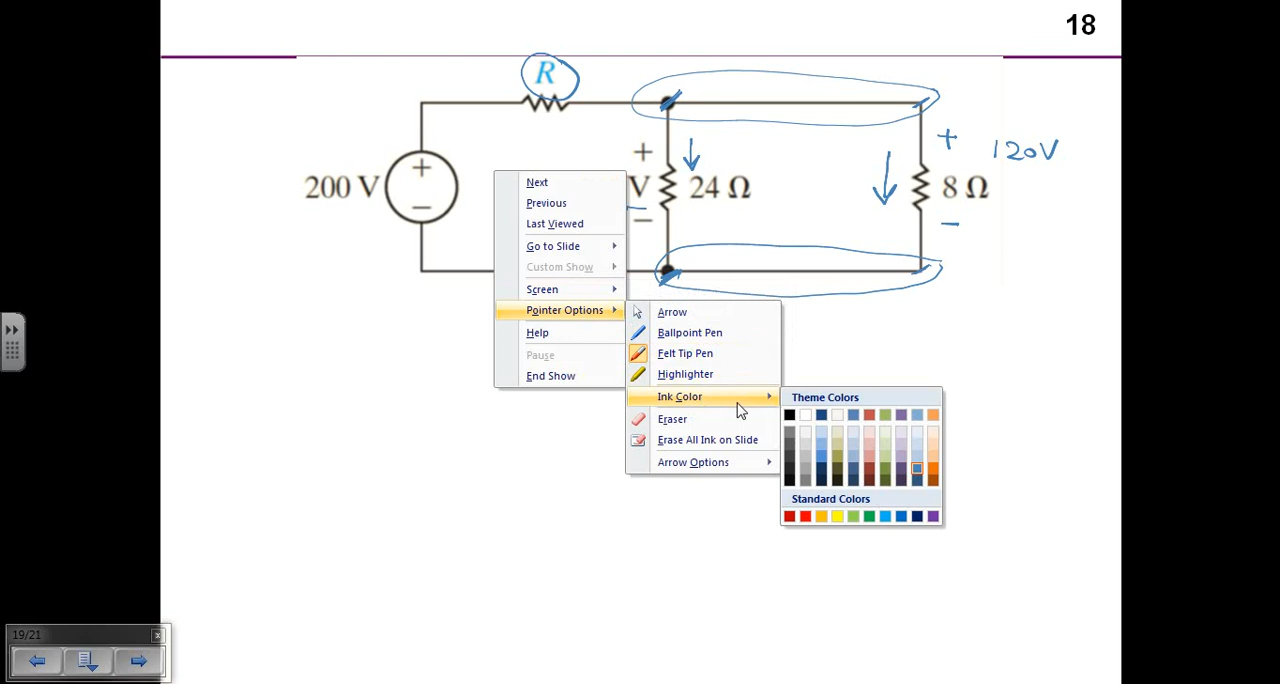 18
R
+
120V
+
+
200 V
V
24 Ω
8 Ω
Next
Previous
Last Viewed
Go to Slide
Custom Show
Screen
Pointer Options
Help
Pause
End Show
Arrow
Ballpoint Pen
Felt Tip Pen
Highlighter
Ink Color
Eraser
Erase All Ink on Slide
Arrow Options
Theme Colors
Standard Colors
19/21